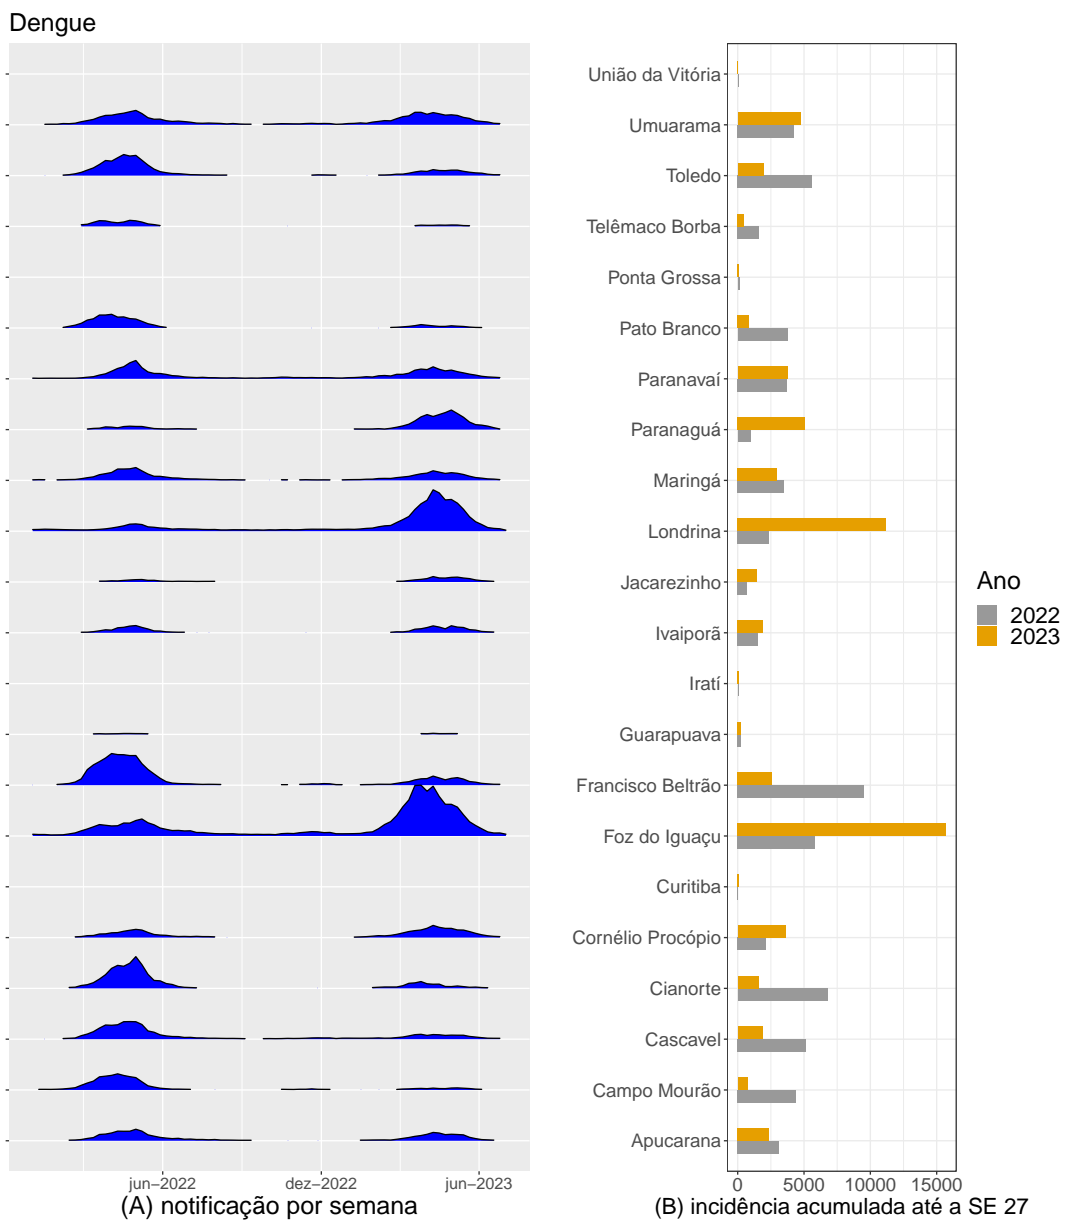 Dengue
União da Vitória
Umuarama
Toledo
Telêmaco Borba
Ponta Grossa
Pato Branco
Paranavaí
Paranaguá
Maringá
Londrina
Jacarezinho
Ivaiporã
Iratí
Guarapuava
Francisco Beltrão
Foz do Iguaçu
Curitiba
Cornélio Procópio
Cianorte
Cascavel
Campo Mourão
Apucarana
Ano
2022
2023
jun−2022 dez−2022 jun−2023
(A) notificação por semana
0 5000 10000 15000
(B) incidência acumulada até a SE 27